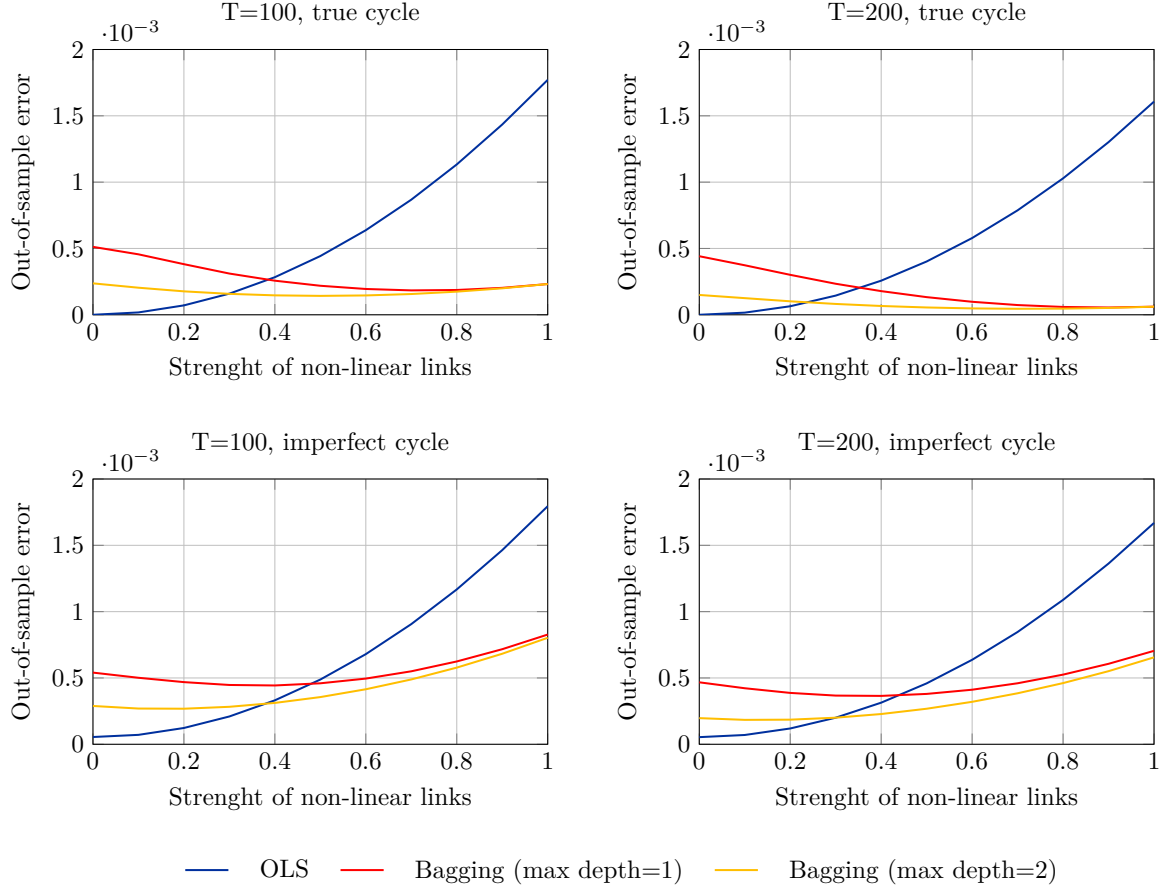 T=100, true cycle
·10−3
2
1.5
1
0.5
0
0 0.2 0.4 0.6 0.8 1
Out-of-sample error
Strenght of non-linear links
T=200, true cycle
·10−3
2
1.5
1
0.5
0
0 0.2 0.4 0.6 0.8 1
Out-of-sample error
Strenght of non-linear links
T=100, imperfect cycle
·10−3
2
1.5
1
0.5
0
0 0.2 0.4 0.6 0.8 1
Out-of-sample error
Strenght of non-linear links
T=200, imperfect cycle
·10−3
2
1.5
1
0.5
0
0 0.2 0.4 0.6 0.8 1
Out-of-sample error
Strenght of non-linear links
OLS Bagging (max depth=1) Bagging (max depth=2)